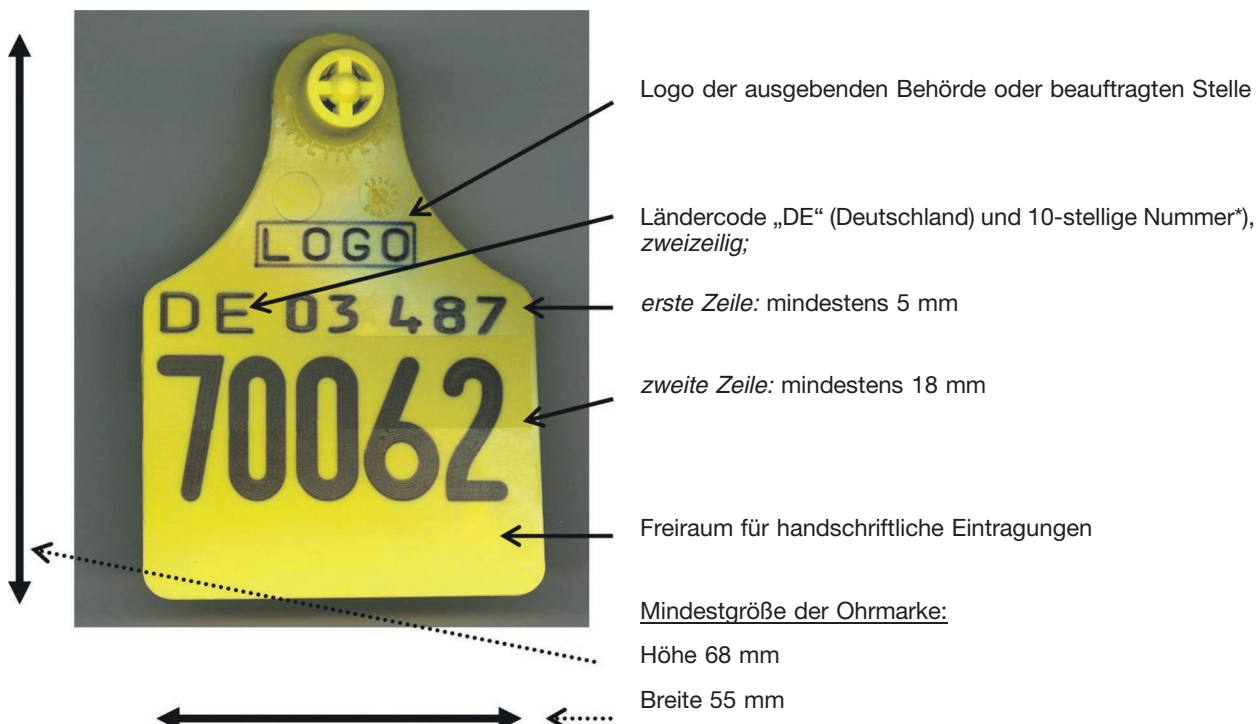 Logo der ausgebenden Behörde oder beauftragten Stelle
LOGO
Ländercode „DE“ (Deutschland) und 10-stellige Nummer*),
zweizeilig;
DE 03 487
erste Zeile: mindestens 5 mm
70062
zweite Zeile: mindestens 18 mm
Freiraum für handschriftliche Eintragungen
Mindestgröße der Ohrmarke:
Höhe 68 mm
Breite 55 mm